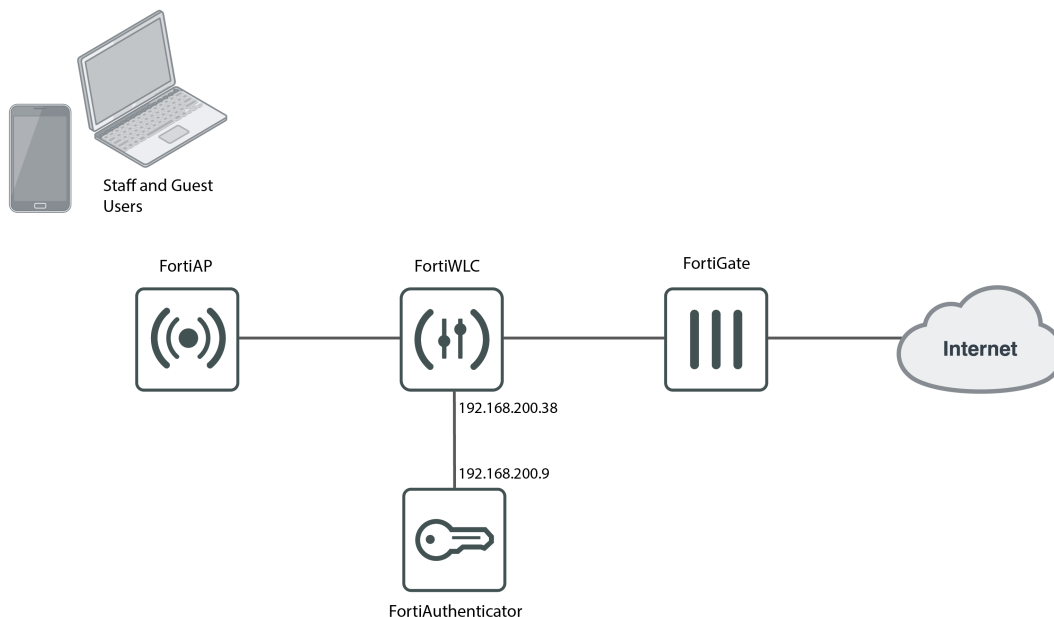 Staff and Guest
Users
FortiAP
FortiWLC
FortiGate
Internet
192.168.200.38
192.168.200.9
FortiAuthenticator